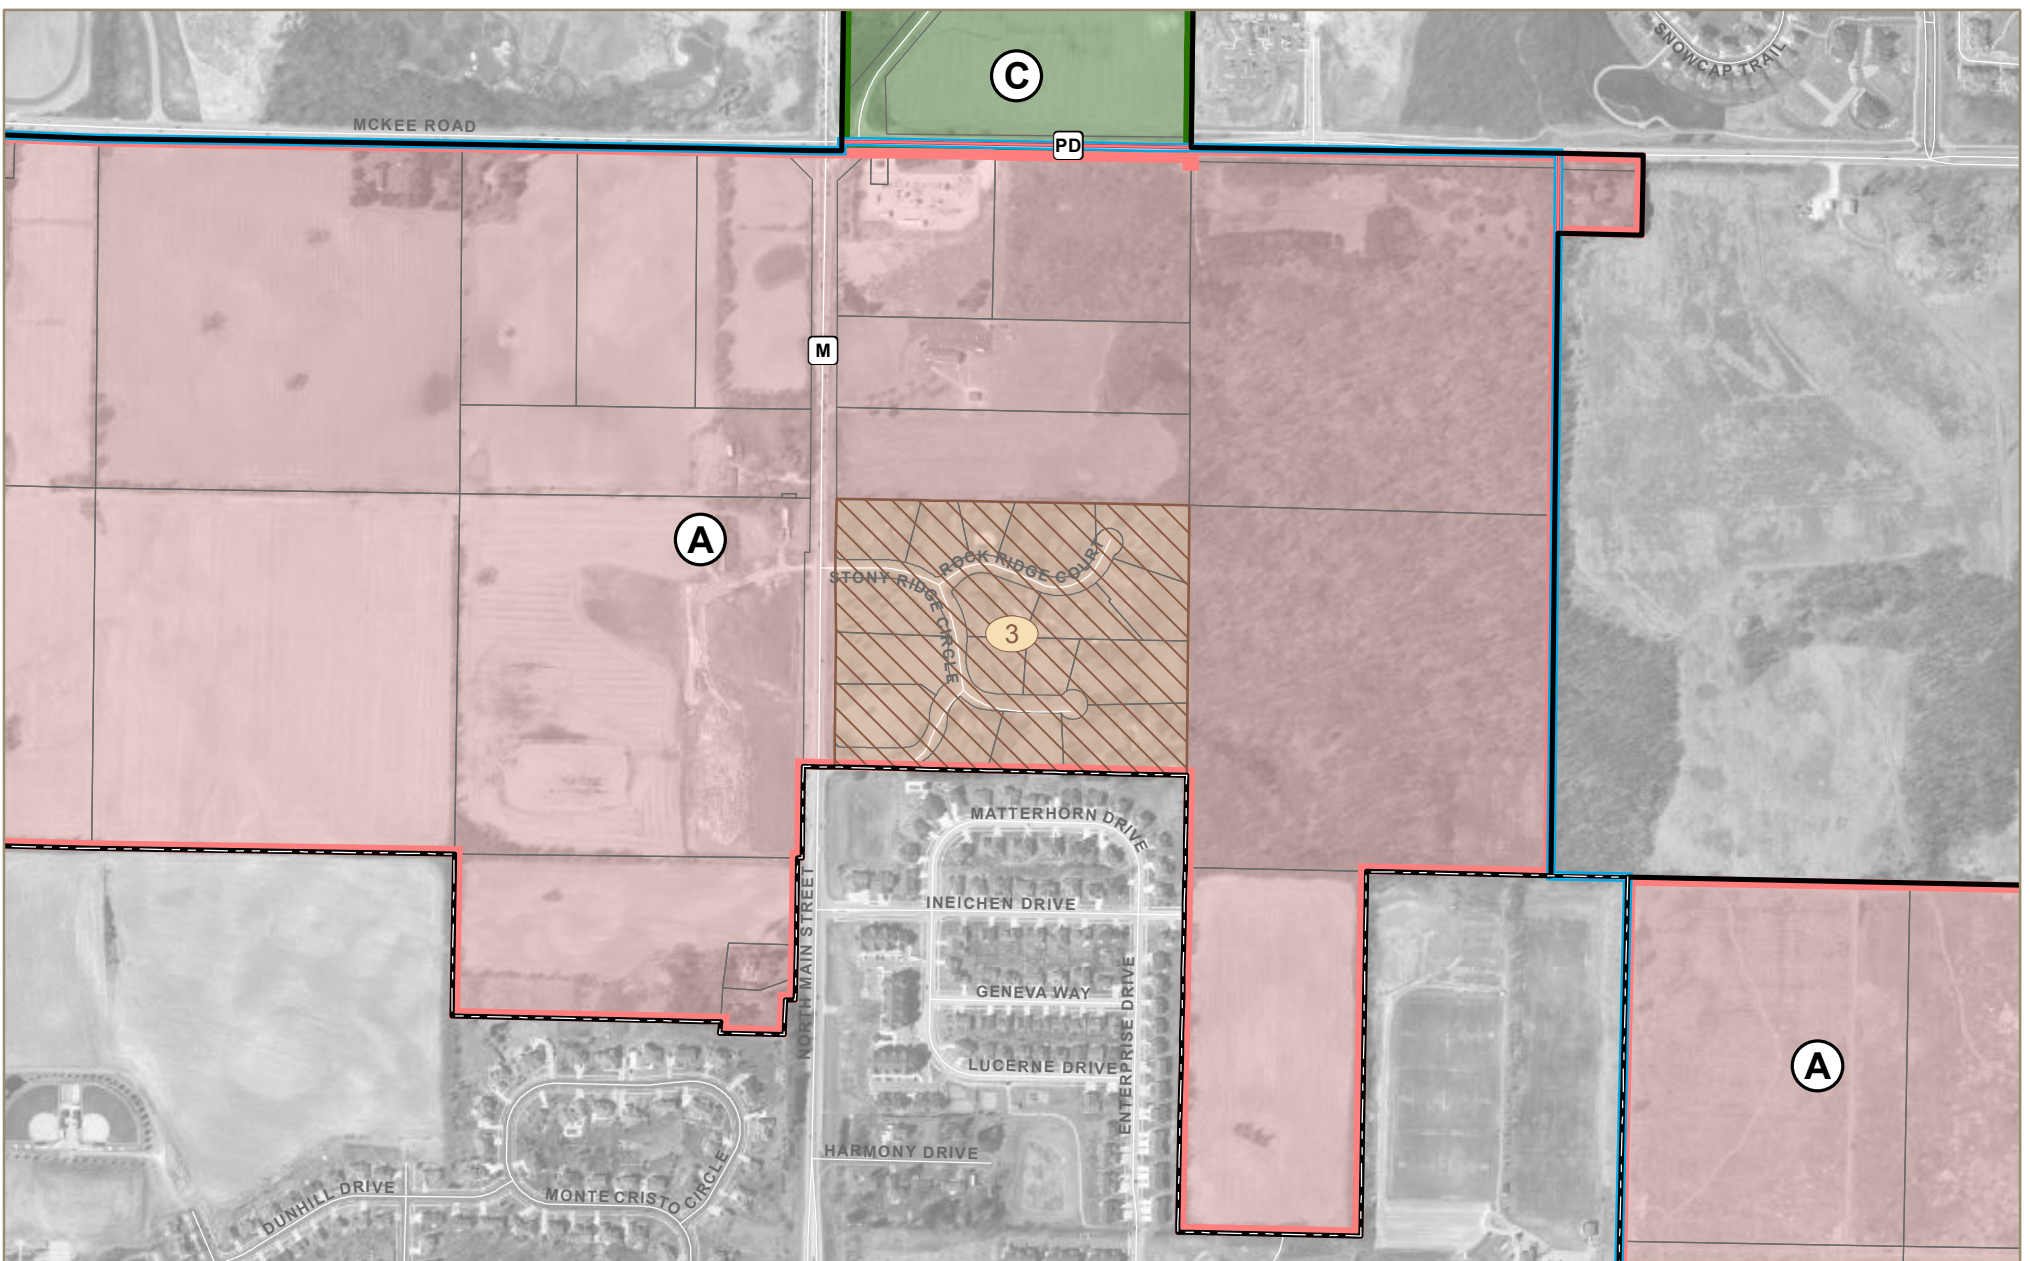 SNOWCAP TRAIL
C
MCKEE ROAD
PD
M
A
ROCK RIDGE COURT
STONY RIDGE CIRCLE
3
MATTERHORN DRIVE
INEICHEN DRIVE
NORTH MAIN STREET
GENEVA WAY
ENTERPRISE DRIVE
LUCERNE DRIVE
A
HARMONY DRIVE
DUNHILL DRIVE
MONTE CRISTO CIRCLE